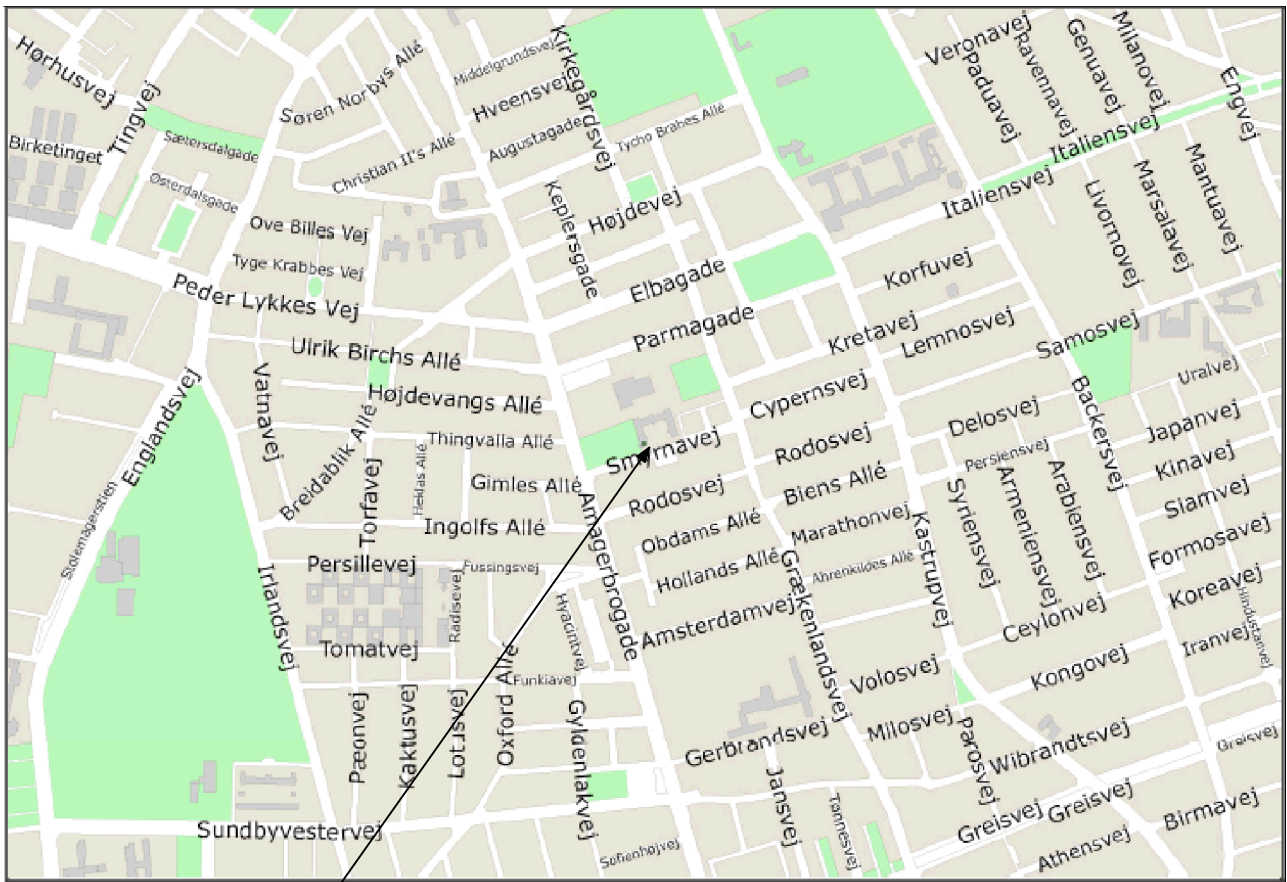 Hørhusvej
Tingvej
Birketinget
Sætersdalgade
Østerdalsgade
Søren Norbys Allé
Christian II's Allé
Middelgrundsvej
Hveensvej
Augustagade
Kirkegårdsvej
Tycho Brahes Allé
Keplersgade
Højdevej
Veronavej
Paduavej
Ravennavej
Genuavej
Milanovej
Engvej
Italiensvej
Italiensvej
Livornovej
Marsalavej
Mantuavej
Ove Billes Vej
Tyge Krabbes Vej
Peder Lykkes Vej
Elbagade
Parmagade
Korfuvej
Kretavej
Lemnosvej
Samosvej
Ulrik Birchs Allé
Højdevangs Allé
Vatnavej
Englandsvej
Breidablik Allé
Torfavej
Heklas Allé
Thingvalla Allé
Gimles Allé
Ingolfs Allé
Smyrnavej
Cypernsvej
Rodosvej
Rodosvej
Biens Allé
Obdams Allé
Marathonvej
Delosvej
Persiensvej
Backersvej
Uralvej
Japanvej
Kinavej
Siamvej
Formosavej
Koreavej
Iranvej
Hindustanvej
Syriensvej
Armeniensvej
Arabiensvej
Stolemagerstien
Irlandsvej
Persillevej
Fussingsvej
Radisevej
Tomatvej
Amagerbrogade
Hyacintvej
Hollands Allé
Amsterdamvej
Ahrenkildes Allé
Grækenlandsvej
Kastrupvej
Ceylonvej
Kongovej
Volosvej
Milosvej
Pæonvej
Kaktusvej
Lotusvej
Oxford Allé
Funkiavej
Gyldenlakvej
Gerbrandsvej
Jansvej
Tønnesvej
Parosvej
Wibrandtsvej
Greisvej
Greisvej
Greisvej
Birmavej
Athensvej
Sundbyvestervej
Sofienhøjvej